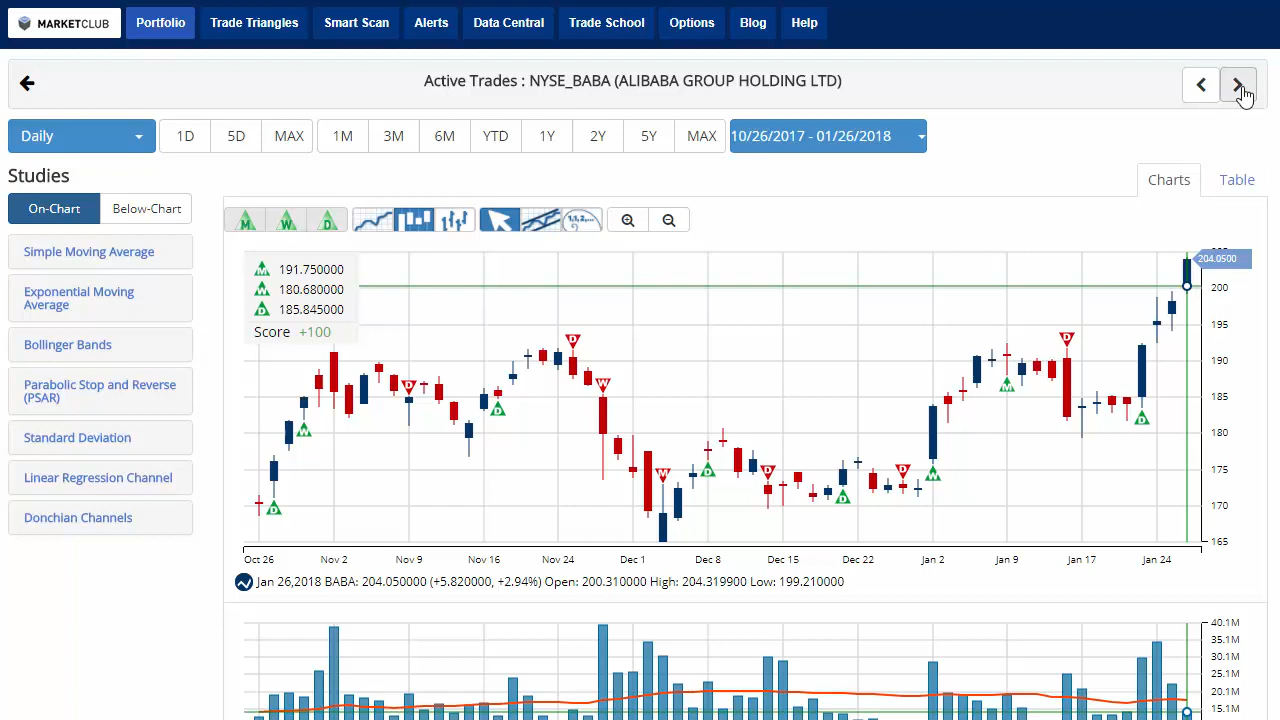 MARKETCLUB Portfolio Trade Triangles Smart Scan Alerts Data Central Trade School Options Blog Help
Active Trades : NYSE_BABA (ALIBABA GROUP HOLDING LTD)
Daily 1D 5D MAX 1M 3M 6M YTD 1Y 2Y 5Y MAX 10/26/2017 - 01/26/2018
Studies
Charts Table
On-Chart Below-Chart
M W D
Simple Moving Average
Exponential Moving
Average
Bollinger Bands
Parabolic Stop and Reverse
(PSAR)
Standard Deviation
Linear Regression Channel
Donchian Channels
M 191.750000
W 180.680000
D 185.845000
Score +100
204.0500
200
195
190
185
180
175
170
165
D
D
W
D
M
D
D
D
W
D
W
D
D
D
D
W
M
D
Oct 26 Nov 2 Nov 9 Nov 16 Nov 24 Dec 1 Dec 8 Dec 15 Dec 22 Jan 2 Jan 9 Jan 17 Jan 24
Jan 26,2018 BABA: 204.050000 (+5.820000, +2.94%) Open: 200.310000 High: 204.319900 Low: 199.210000
40.1M
35.1M
30.1M
25.1M
20.1M
15.1M